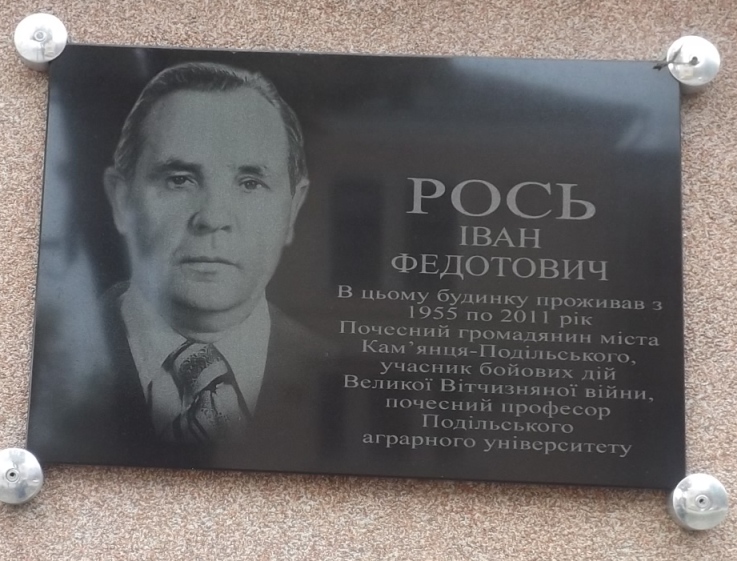 РОСЬ
ІВАН
ФЕДОТОВИЧ
В цьому будинку проживав з
1955 по 2011 рік
Почесний громадянин міста
Кам’янця-Подільського,
учасник бойових дій
Великої Вітчизняної війни,
почесний професор
Подільського
аграрного університету